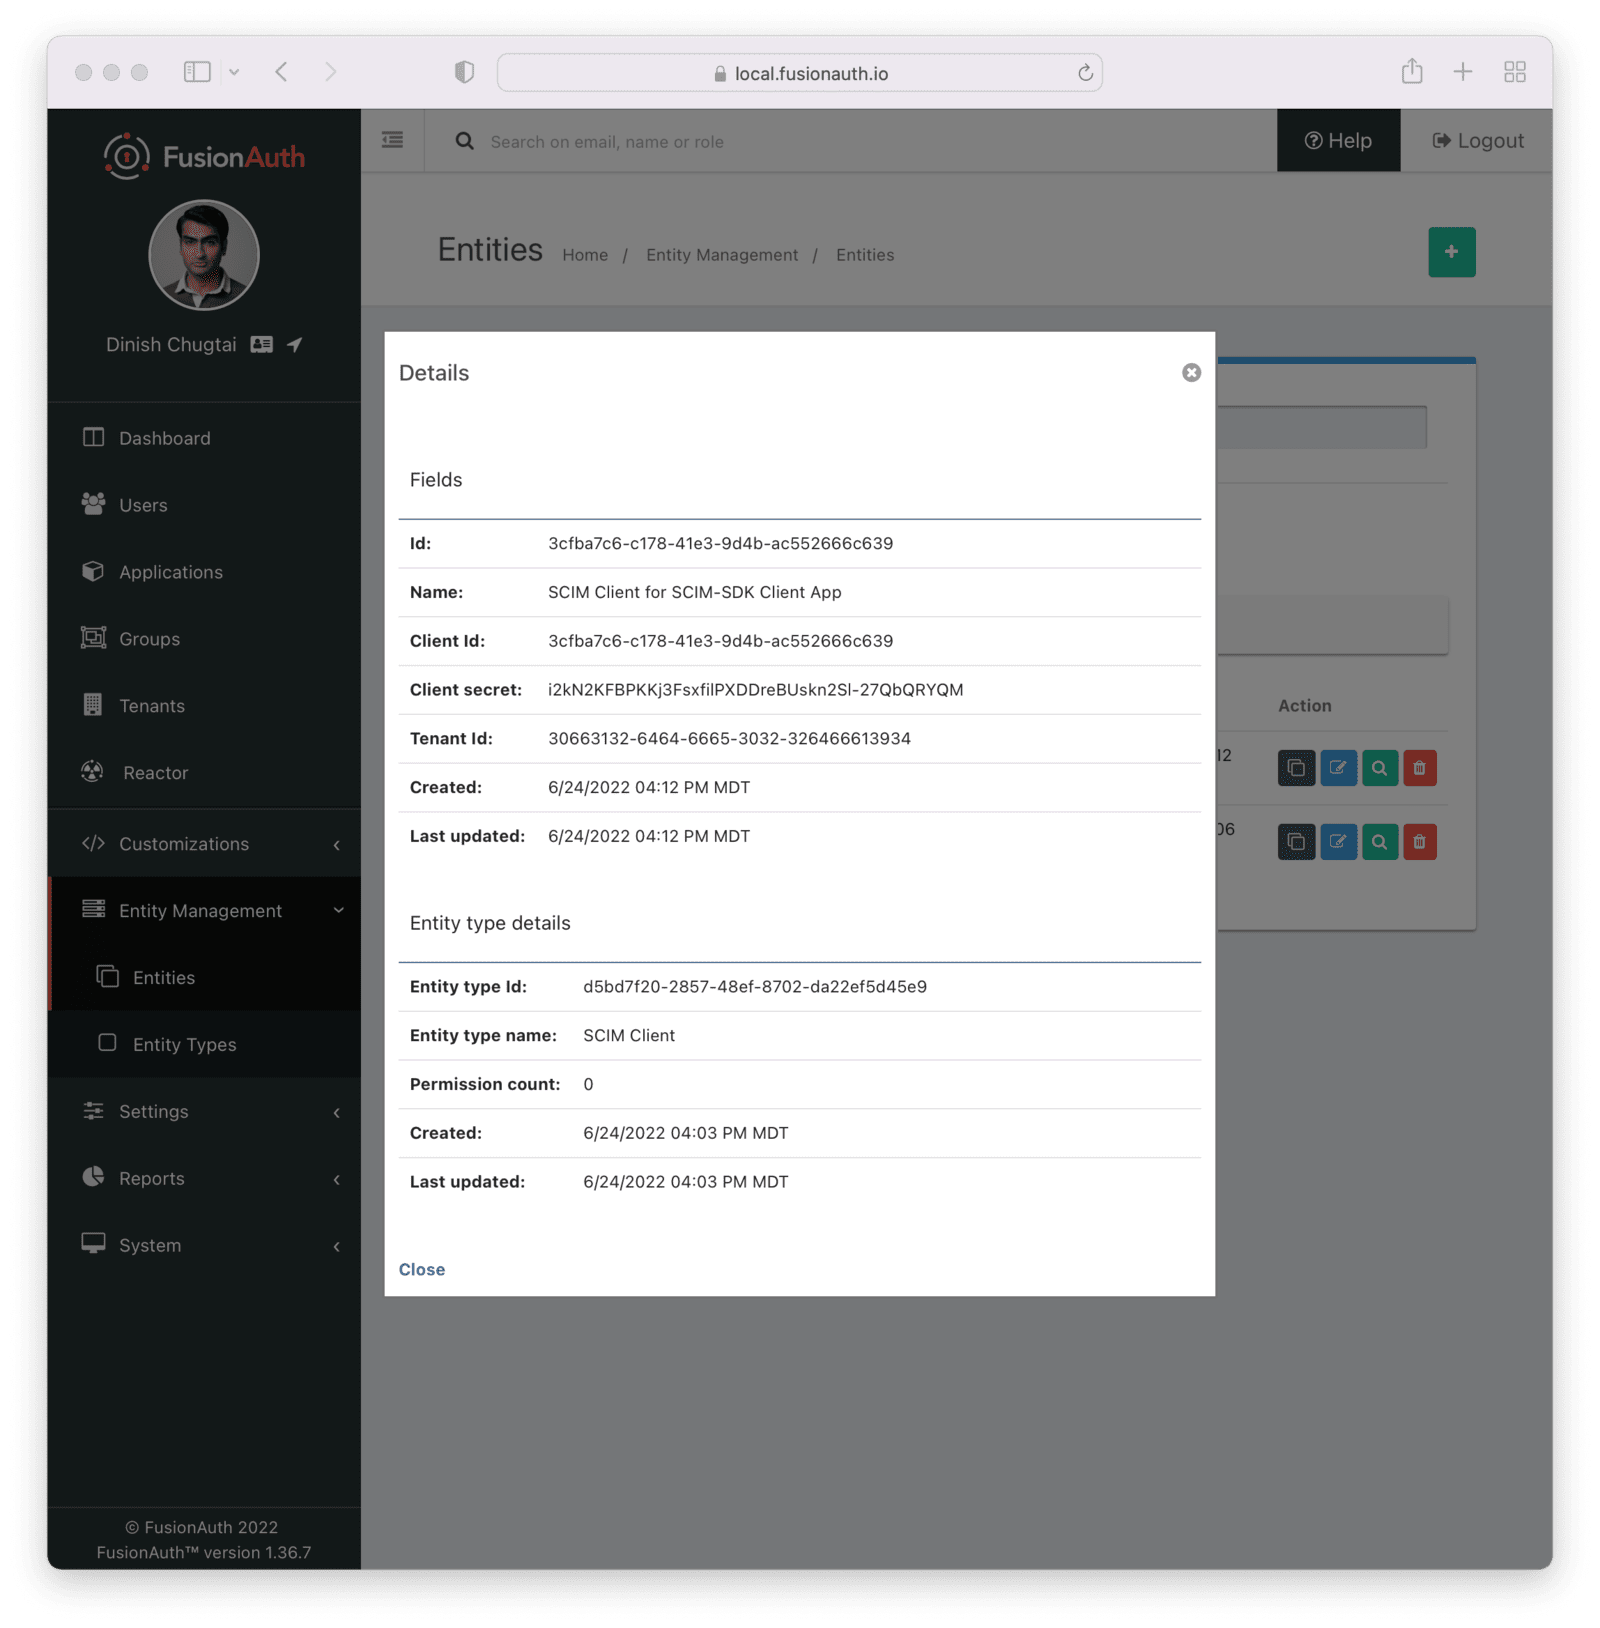 local.fusionauth.io
FusionAuth
Search on email, name or role
Help
Logout
Dinish Chugtai
Entities
Home / Entity Management / Entities
Dashboard
Users
Applications
Groups
Tenants
Reactor
Customizations
Entity Management
Entities
Entity Types
Settings
Reports
System
© FusionAuth 2022
FusionAuth™ version 1.36.7
Details
Fields
Id: 3cfba7c6-c178-41e3-9d4b-ac552666c639
Name: SCIM Client for SCIM-SDK Client App
Client Id: 3cfba7c6-c178-41e3-9d4b-ac552666c639
Client secret: i2kN2KFBPKKj3FsxfilPXDDreBUskn2Sl-27QbQRYQM
Tenant Id: 30663132-6464-6665-3032-326466613934
Created: 6/24/2022 04:12 PM MDT
Last updated: 6/24/2022 04:12 PM MDT
Entity type details
Entity type Id: d5bd7f20-2857-48ef-8702-da22ef5d45e9
Entity type name: SCIM Client
Permission count: 0
Created: 6/24/2022 04:03 PM MDT
Last updated: 6/24/2022 04:03 PM MDT
Close
Action
12
06